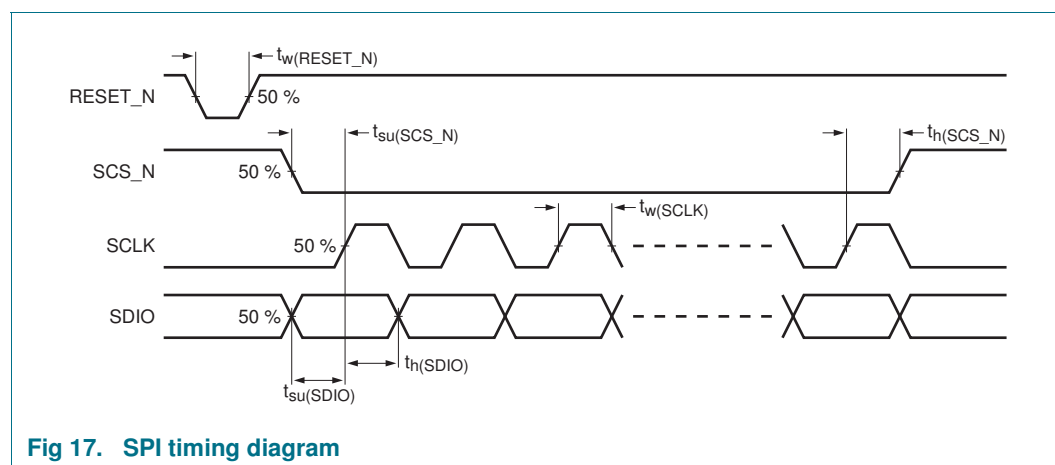 tw(RESET_N)
RESET_N
50 %
tsu(SCS_N)
th(SCS_N)
SCS_N
50 %
tw(SCLK)
SCLK
50 %
SDIO
50 %
th(SDIO)
tsu(SDIO)
Fig 17. SPI timing diagram